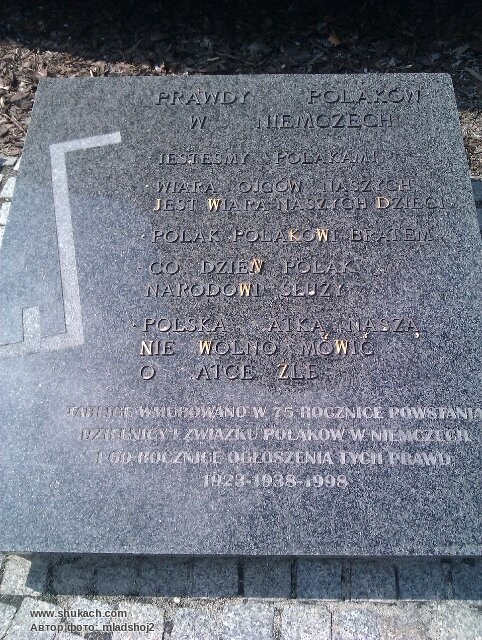 PRAWDY POLAKÓW
W NIEMCZECH
JESTEŚMY POLAKAMI
WIARA OJCÓW NASZYCH
JEST WIARĄ NASZYCH DZIECI
POLAK POLAKOWI BRATEM
CO DZIEŃ POLAK
NARODOWI SŁUŻY
POLSKA MATKĄ NASZĄ
NIE WOLNO MÓWIĆ
O MATCE ŹLE
TABLICĘ WMUROWANO W 75 ROCZNICĘ POWSTANIA
DZIELNICY I ZWIĄZKU POLAKÓW W NIEMCZECH
I 60 ROCZNICĘ OGŁOSZENIA TYCH PRAWD
1923-1938-1998
www.shukach.com
Автор фото: mladshoj2